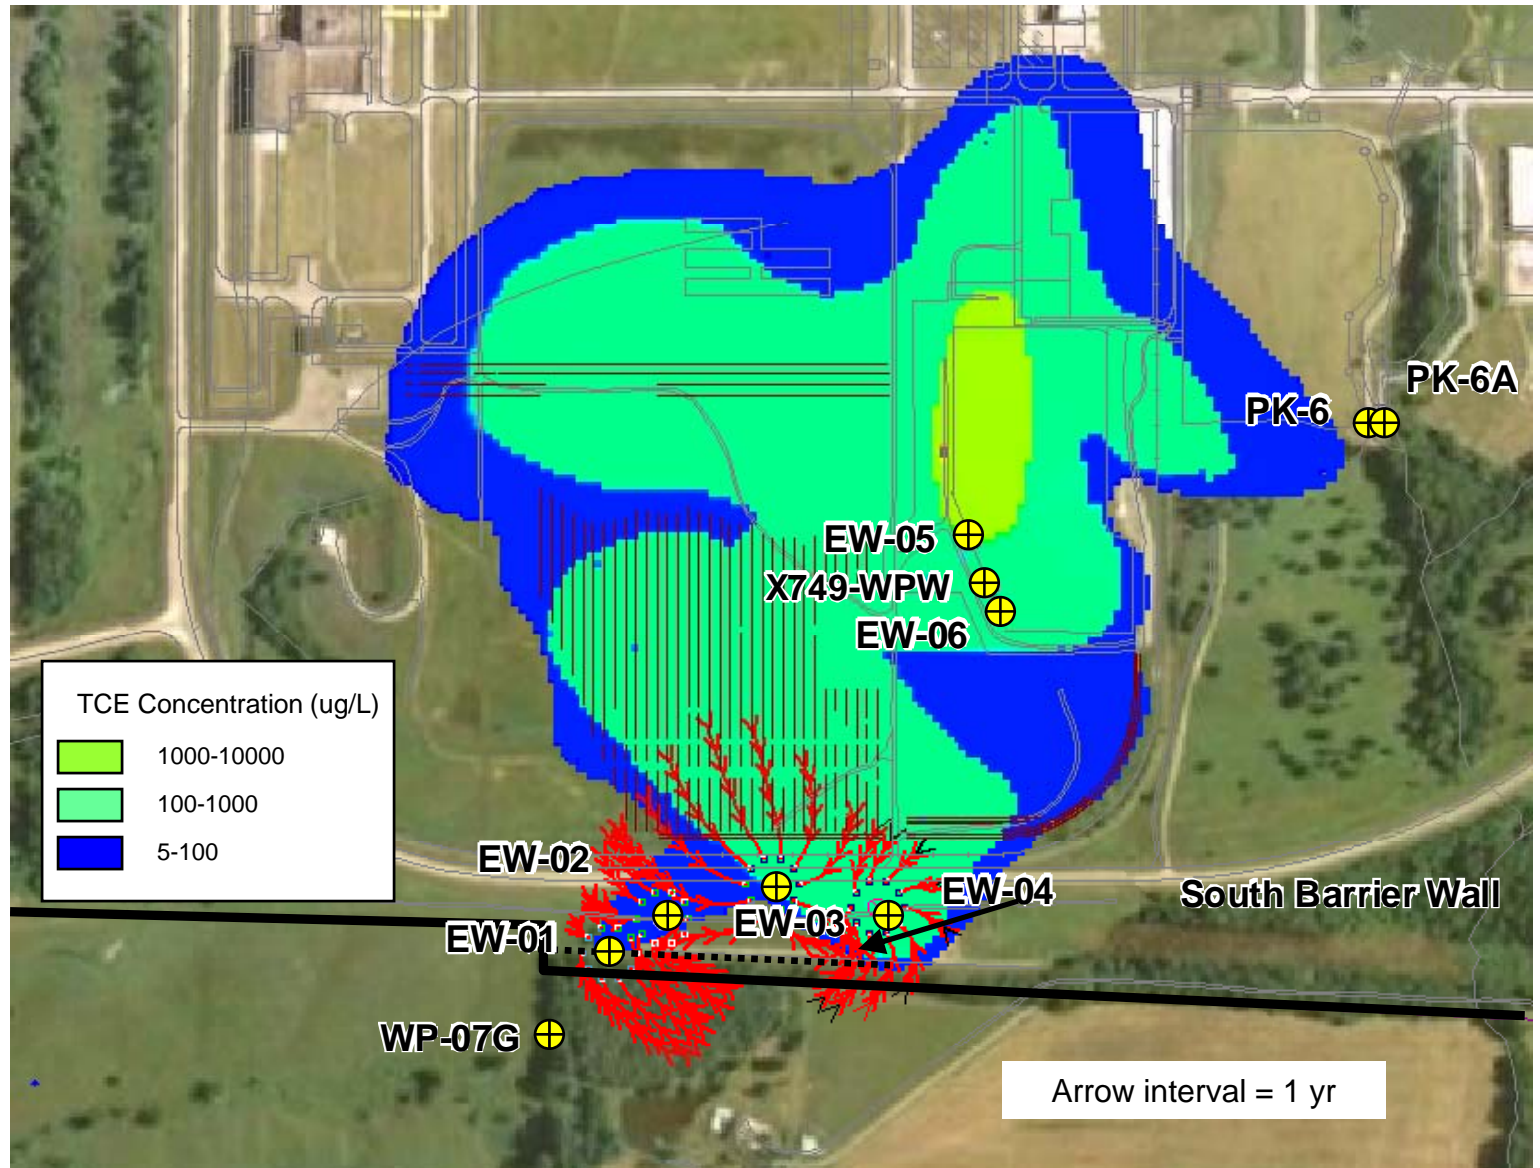 PK-6A
PK-6
EW-05
X749-WPW
EW-06
TCE Concentration (ug/L)
1000-10000
100-1000
5-100
EW-02
EW-04
South Barrier Wall
EW-03
EW-01
WP-07G
Arrow interval = 1 yr